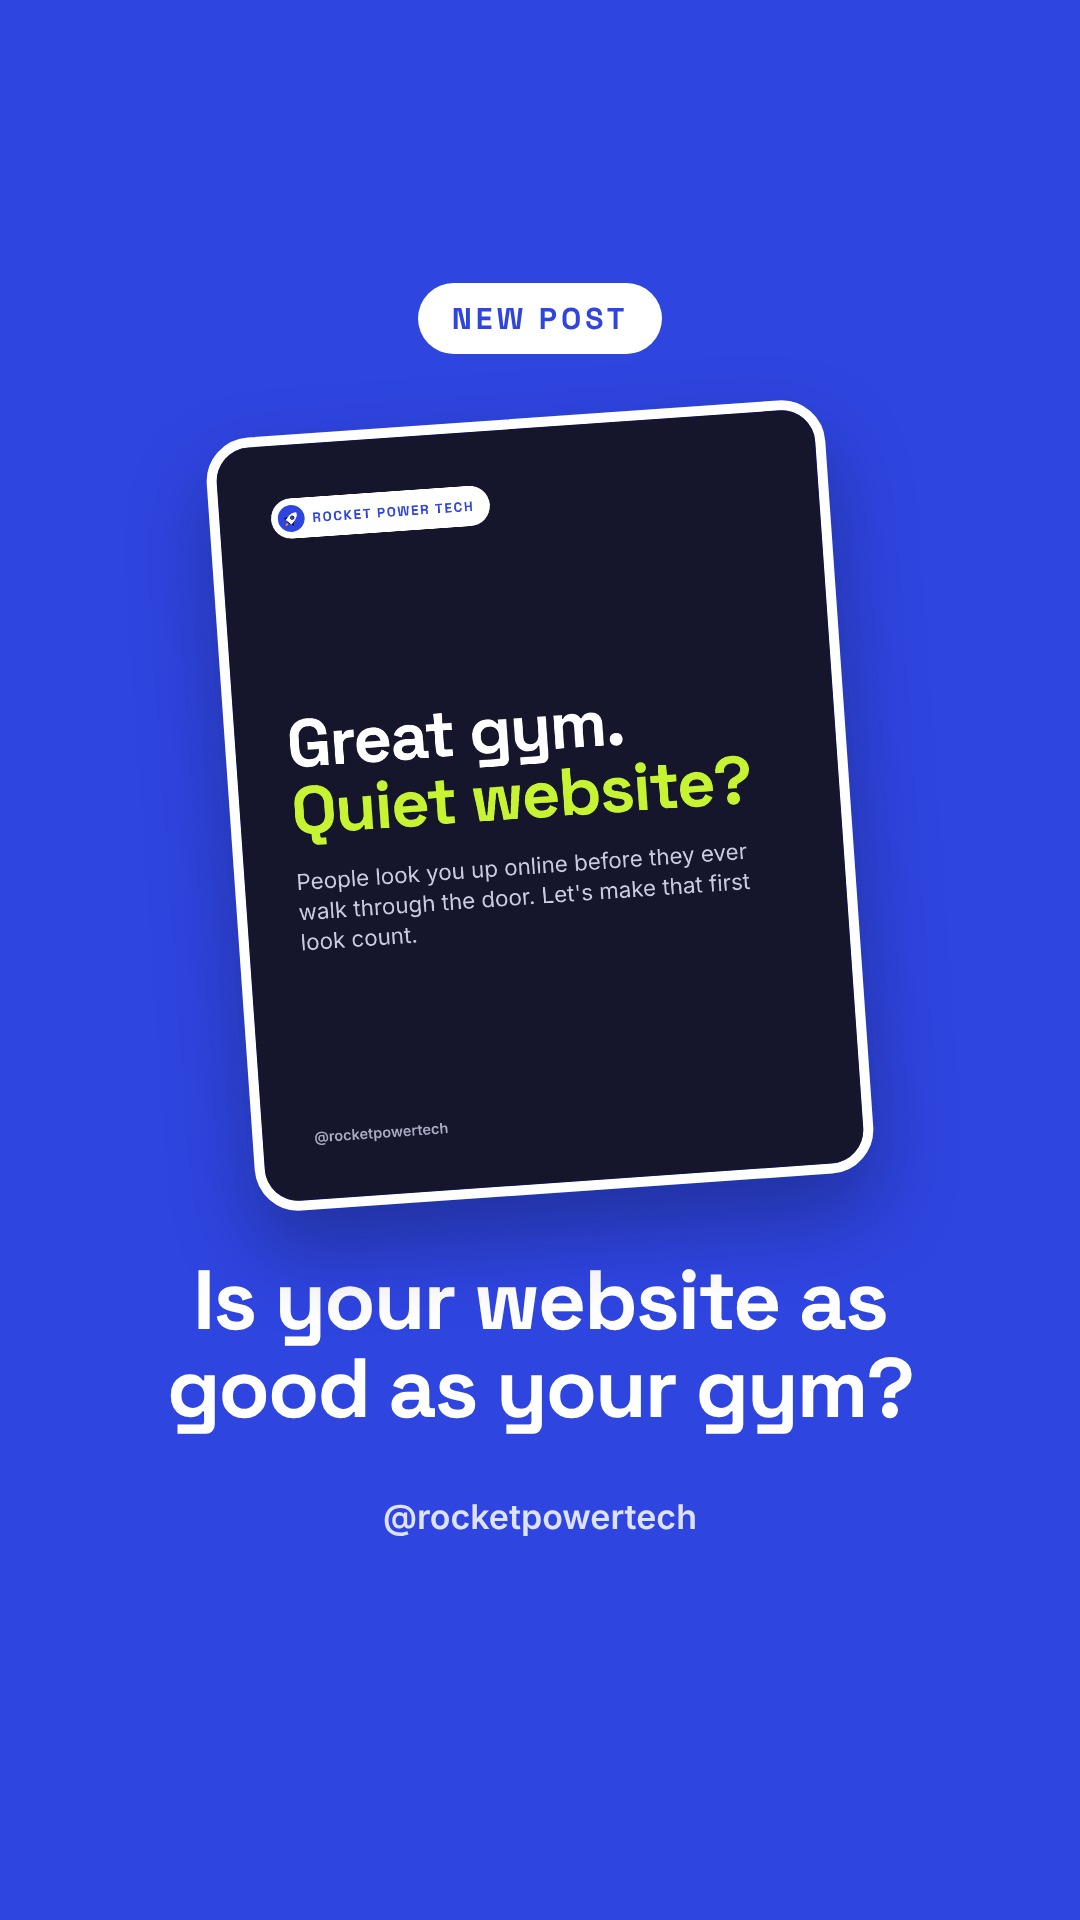 NEW POST
ROCKET POWER TECH
Great gym.
Quiet website?
People look you up online before they ever
walk through the door. Let's make that first
look count.
@rocketpowertech
Is your website as
good as your gym?
@rocketpowertech